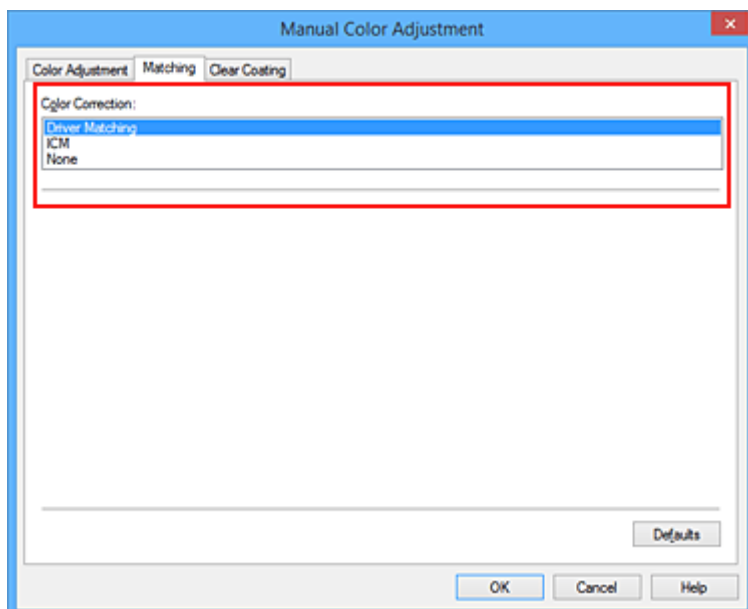 Manual Color Adjustment
Color Adjustment Matching Clear Coating
Color Correction:
Driver Matching
ICM
None
Defaults
OK Cancel Help